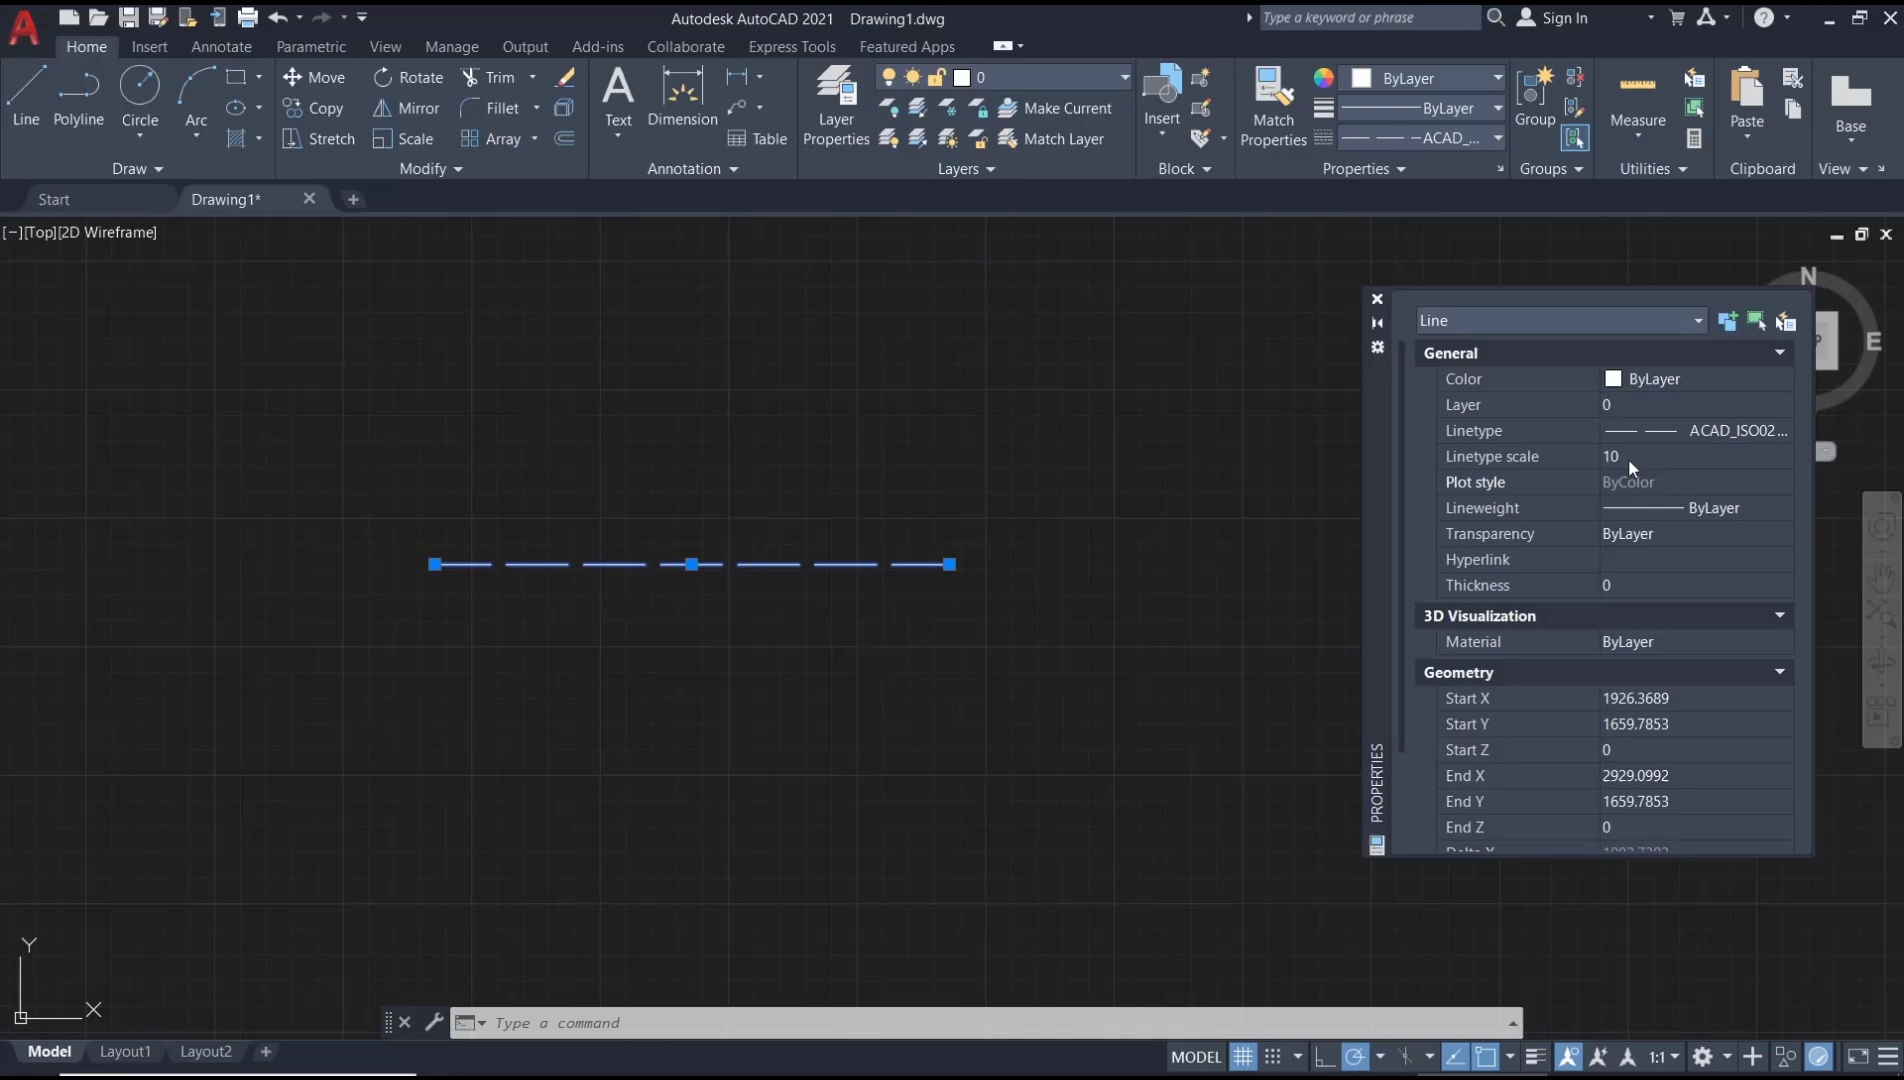 Autodesk AutoCAD 2021 Drawing1.dwg
Type a keyword or phrase
Sign In
Home Insert Annotate Parametric View Manage Output Add-ins Collaborate Express Tools Featured Apps
Line
Polyline
Circle
Arc
Draw
Move
Copy
Stretch
Rotate
Mirror
Scale
Trim
Fillet
Array
Modify
Text
Dimension
Table
Annotation
Layer
Properties
0
Make Current
Match Layer
Layers
Insert
Block
Match
Properties
ByLayer
ByLayer
ACAD_...
Properties
Group
Groups
Measure
Utilities
Paste
Clipboard
Base
View
Start
Drawing1*
[−][Top][2D Wireframe]
N
E
Line
General
Color ByLayer
Layer 0
Linetype ACAD_ISO02...
Linetype scale 10
Plot style ByColor
Lineweight ByLayer
Transparency ByLayer
Hyperlink
Thickness 0
3D Visualization
Material ByLayer
Geometry
Start X 1926.3689
Start Y 1659.7853
Start Z 0
End X 2929.0992
End Y 1659.7853
End Z 0
PROPERTIES
Y
X
Type a command
Model Layout1 Layout2
MODEL
1:1